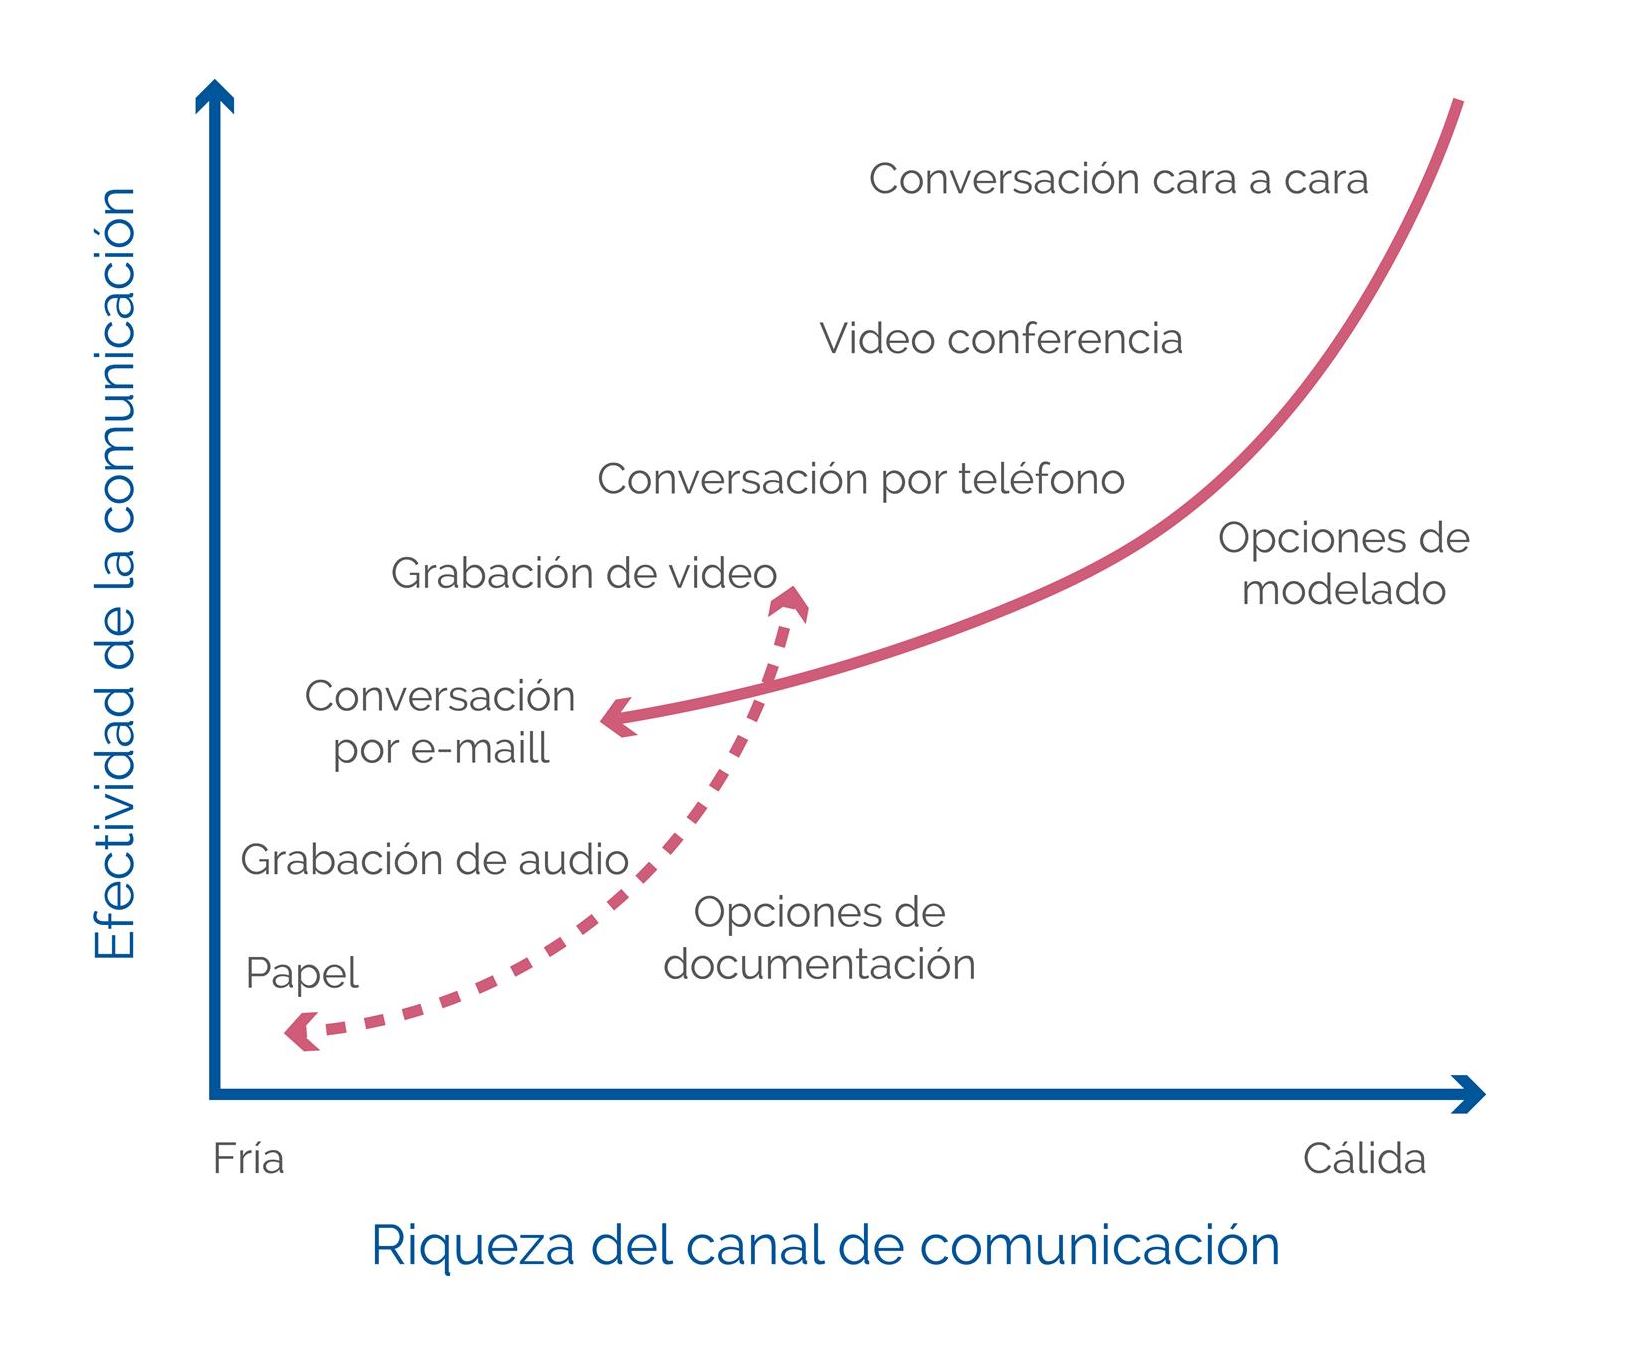 Efectividad de la comunicación
Conversación cara a cara
Video conferencia
Conversación por teléfono
Opciones de
modelado
Grabación de video
Conversación
por e-maill
Grabación de audio
Opciones de
documentación
Papel
Fría
Cálida
Riqueza del canal de comunicación